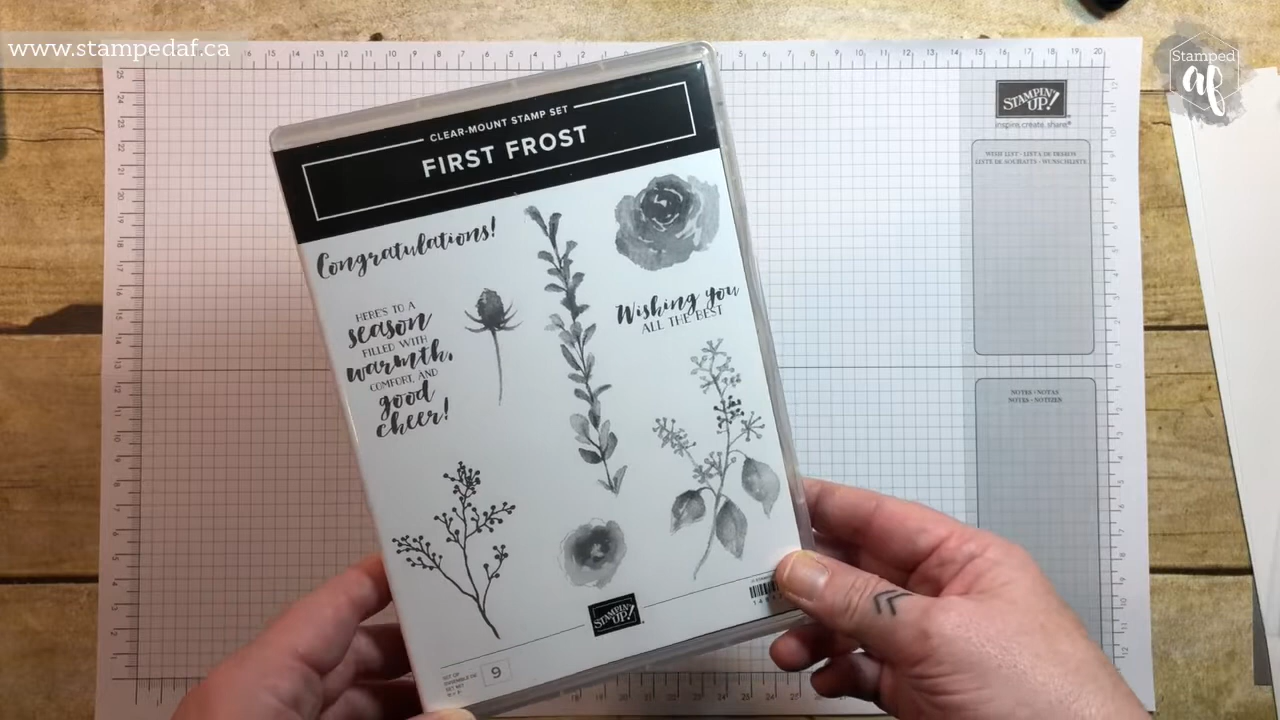 www.stampedaf.ca
Stamped
af
CLEAR-MOUNT STAMP SET
FIRST FROST
Congratulations!
HERE'S TO A
season
FILLED WITH
warmth,
COMFORT, AND
good
cheer!
Wishing you
ALL THE BEST
STAMPIN' UP!
9
STAMPIN' UP!
inspire.create.share.
WISH LIST • LISTA DE DESEOS
LISTE DE SOUHAITS • WUNSCHLISTE
NOTES • NOTAS
NOTES • NOTIZEN